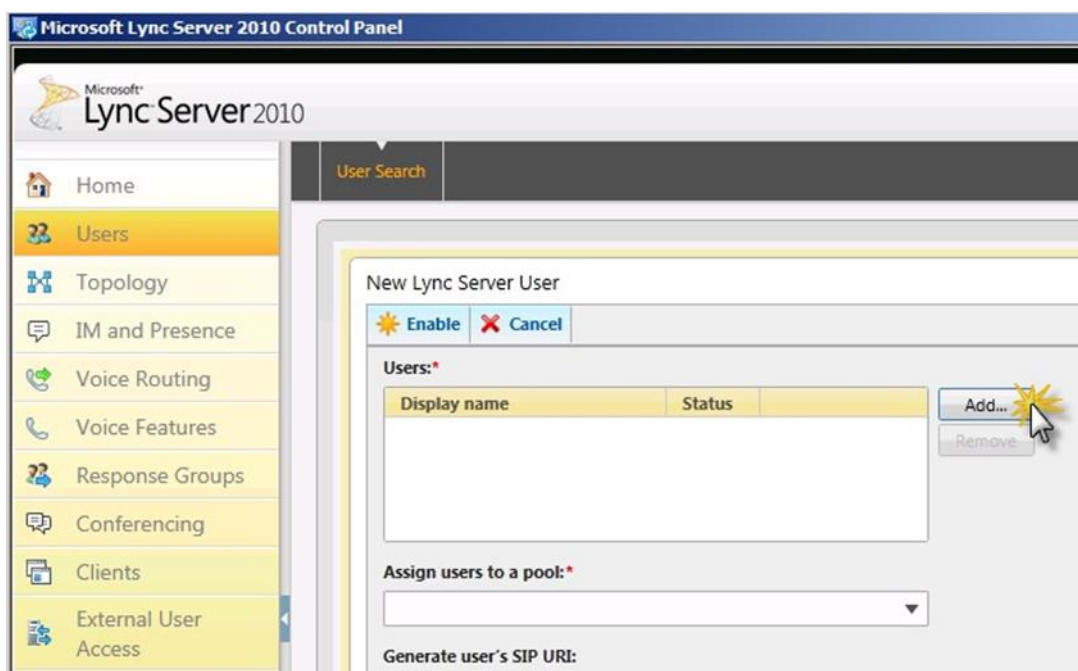 Microsoft Lync Server 2010 Control Panel
Microsoft®
Lync Server 2010
Home
Users
Topology
IM and Presence
Voice Routing
Voice Features
Response Groups
Conferencing
Clients
External User
Access
User Search
New Lync Server User
Enable Cancel
Users:*
Display name Status
Add...
Remove
Assign users to a pool:*
Generate user's SIP URI: